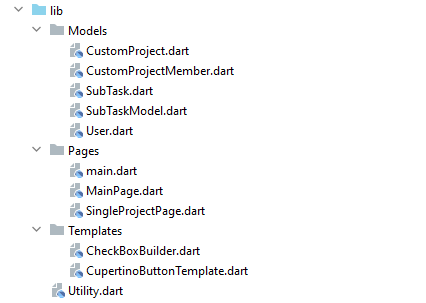 lib
Models
CustomProject.dart
CustomProjectMember.dart
SubTask.dart
SubTaskModel.dart
User.dart
Pages
main.dart
MainPage.dart
SingleProjectPage.dart
Templates
CheckBoxBuilder.dart
CupertinoButtonTemplate.dart
Utility.dart